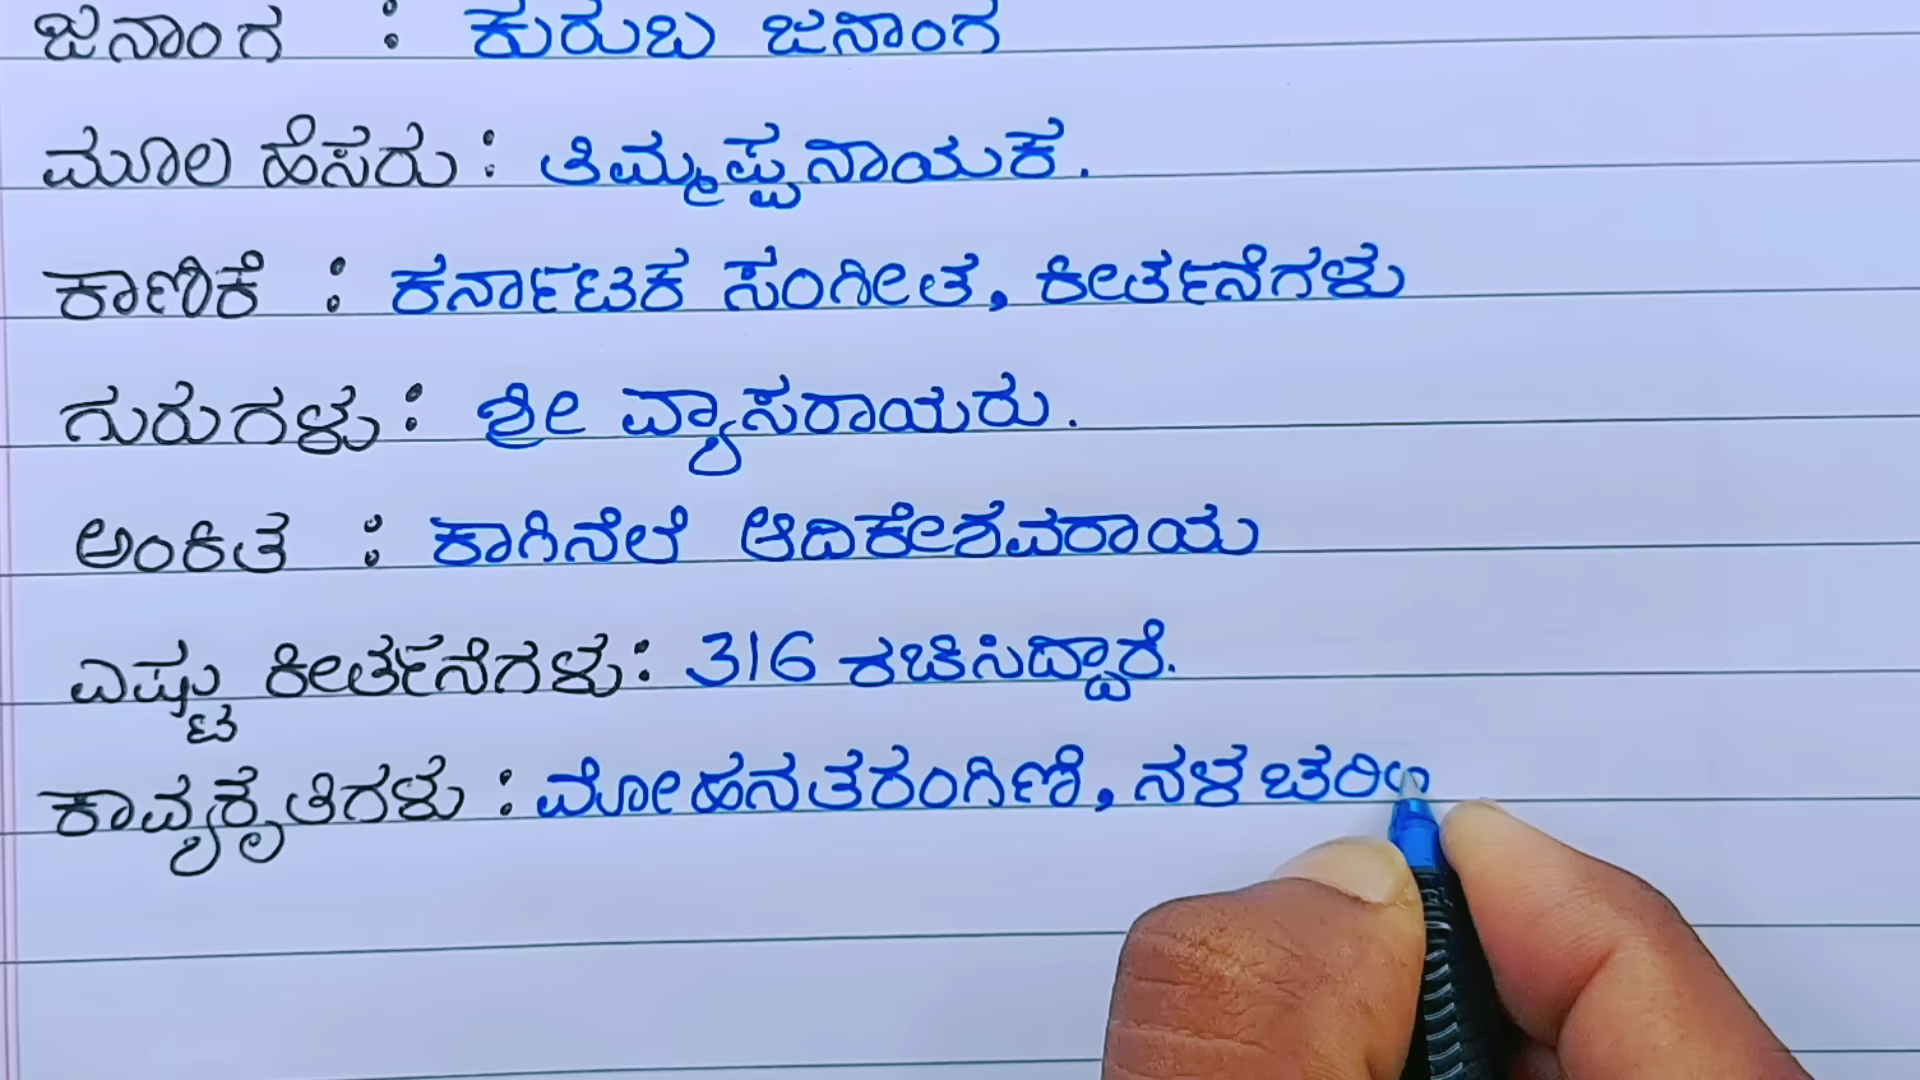 ಜನಾಂಗ : ಕುರುಬ ಜನಾಂಗ
ಮೂಲ ಹೆಸರು : ತಿಮ್ಮಪ್ಪನಾಯಕ.
ಕಾಣಿಕೆ : ಕರ್ನಾಟಕ ಸಂಗೀತ, ಕೀರ್ತನೆಗಳು
ಗುರುಗಳು : ಶ್ರೀ ವ್ಯಾಸರಾಯರು.
ಅಂಕಿತ : ಕಾಗಿನೆಲೆ ಆದಿಕೇಶವರಾಯ
ಎಷ್ಟು ಕೀರ್ತನೆಗಳು : 316 ರಚಿಸಿದ್ದಾರೆ.
ಕಾವ್ಯಕೃತಿಗಳು : ಮೋಹನತರಂಗಿಣಿ, ನಳಚರಿ